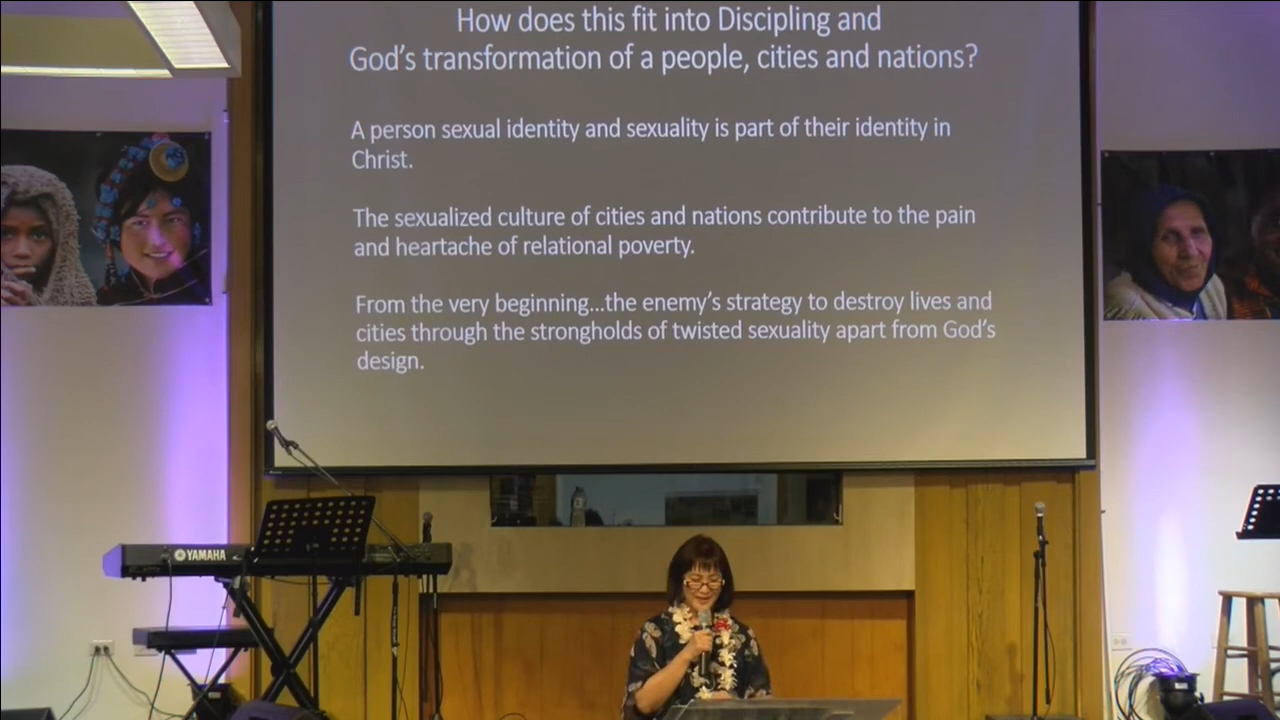 How does this fit into Discipling and
God's transformation of a people, cities and nations?
A person sexual identity and sexuality is part of their identity in
Christ.
The sexualized culture of cities and nations contribute to the pain
and heartache of relational poverty.
From the very beginning...the enemy's strategy to destroy lives and
cities through the strongholds of twisted sexuality apart from God's
design.
YAMAHA